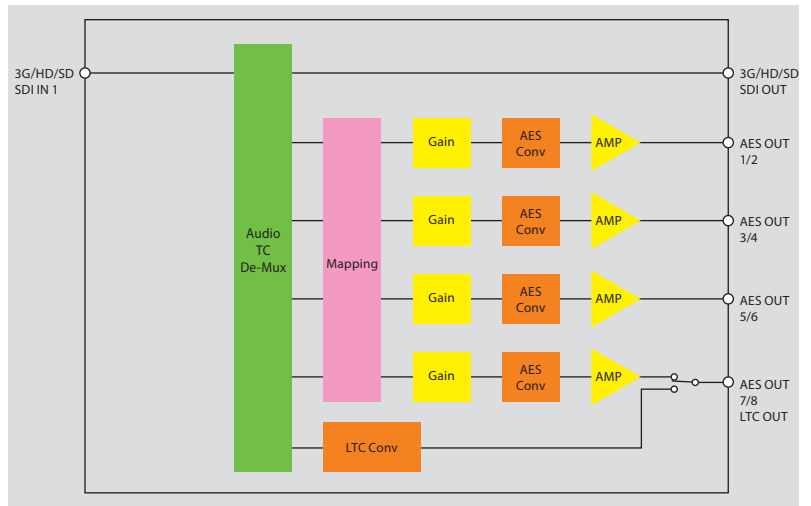 3G/HD/SD
SDI IN 1
3G/HD/SD
SDI OUT
Audio
TC
De-Mux
Mapping
Gain
AES
Conv
AMP
AES OUT
1/2
Gain
AES
Conv
AMP
AES OUT
3/4
Gain
AES
Conv
AMP
AES OUT
5/6
Gain
AES
Conv
AMP
AES OUT
7/8
LTC OUT
LTC Conv